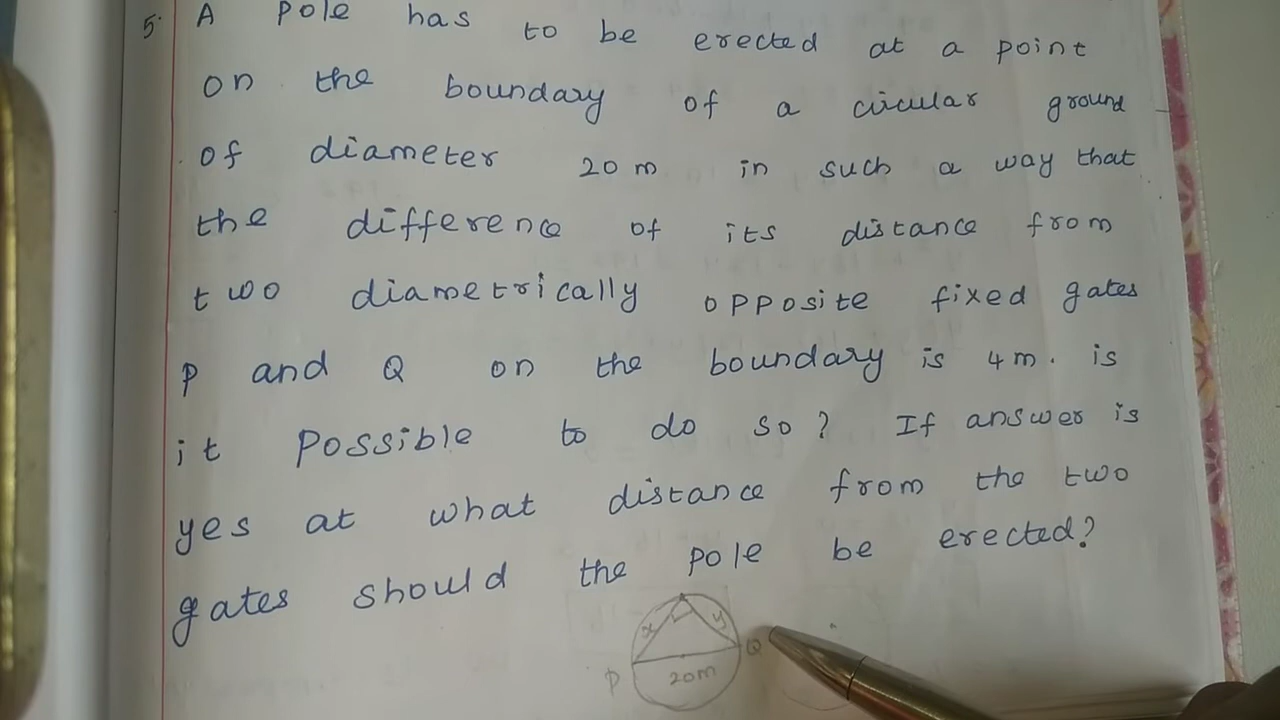 5. A pole has to be erected at a point
on the boundary of a circular ground
of diameter 20 m in such a way that
the difference of its distance from
two diametrically opposite fixed gates
P and Q on the boundary is 4m. is
it possible to do so? If answer is
yes at what distance from the two
gates should the pole be erected?
x y
P 20m Q